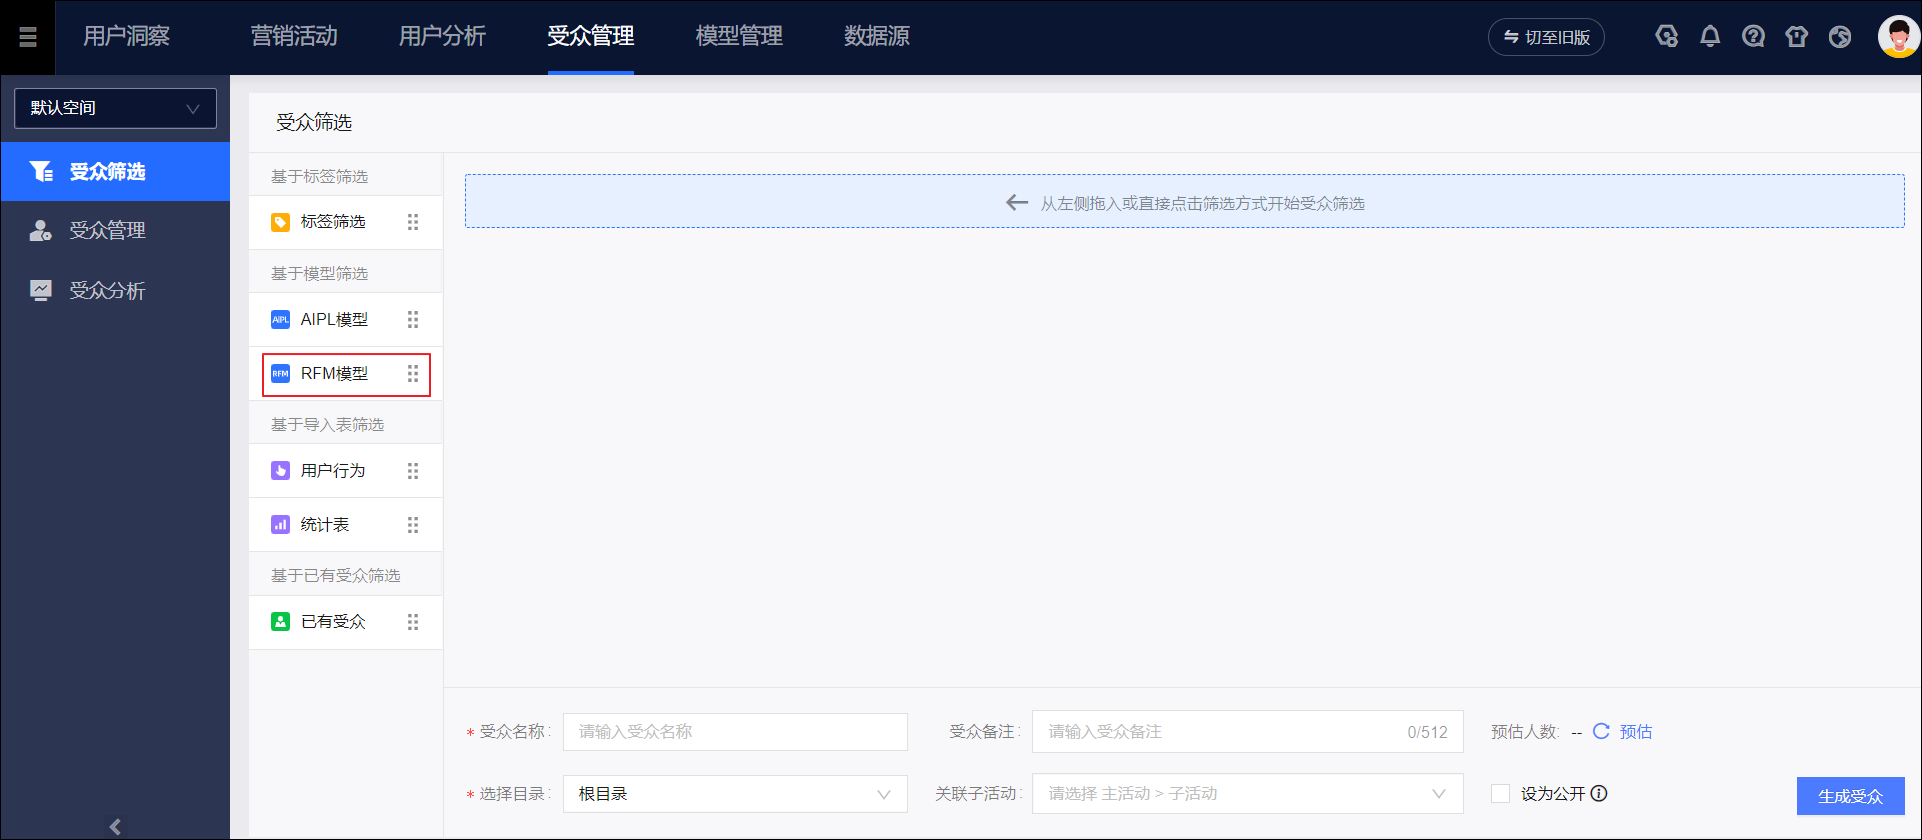 用户洞察
营销活动
用户分析
受众管理
模型管理
数据源
切至旧版
默认空间
受众筛选
受众管理
受众分析
受众筛选
基于标签筛选
标签筛选
基于模型筛选
AIPL AIPL模型
RFM RFM模型
基于导入表筛选
用户行为
统计表
基于已有受众筛选
已有受众
从左侧拖入或直接点击筛选方式开始受众筛选
* 受众名称: 请输入受众名称
受众备注: 请输入受众备注 0/512
预估人数: -- 预估
* 选择目录: 根目录
关联子活动: 请选择 主活动 > 子活动
设为公开
生成受众